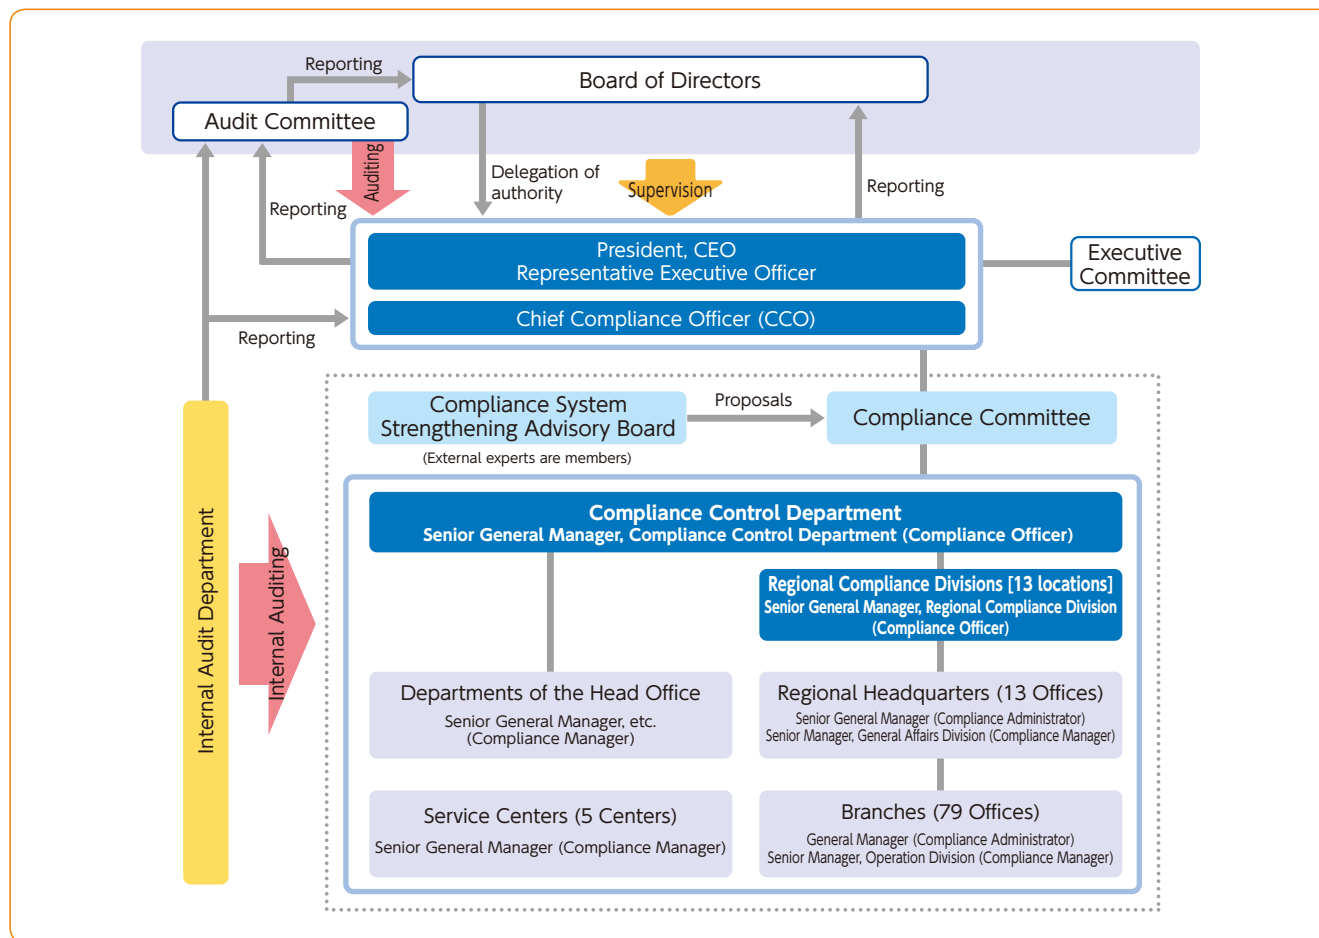 Reporting
Board of Directors
Audit Committee
Auditing
Delegation of
authority
Supervision
Reporting
Reporting
President, CEO
Representative Executive Officer
Executive
Committee
Chief Compliance Officer (CCO)
Reporting
Compliance System
Strengthening Advisory Board
(External experts are members)
Proposals
Compliance Committee
Internal Audit Department
Internal Auditing
Compliance Control Department
Senior General Manager, Compliance Control Department (Compliance Officer)
Regional Compliance Divisions [13 locations]
Senior General Manager, Regional Compliance Division
(Compliance Officer)
Departments of the Head Office
Senior General Manager, etc.
(Compliance Manager)
Regional Headquarters (13 Offices)
Senior General Manager (Compliance Administrator)
Senior Manager, General Affairs Division (Compliance Manager)
Service Centers (5 Centers)
Senior General Manager (Compliance Manager)
Branches (79 Offices)
General Manager (Compliance Administrator)
Senior Manager, Operation Division (Compliance Manager)